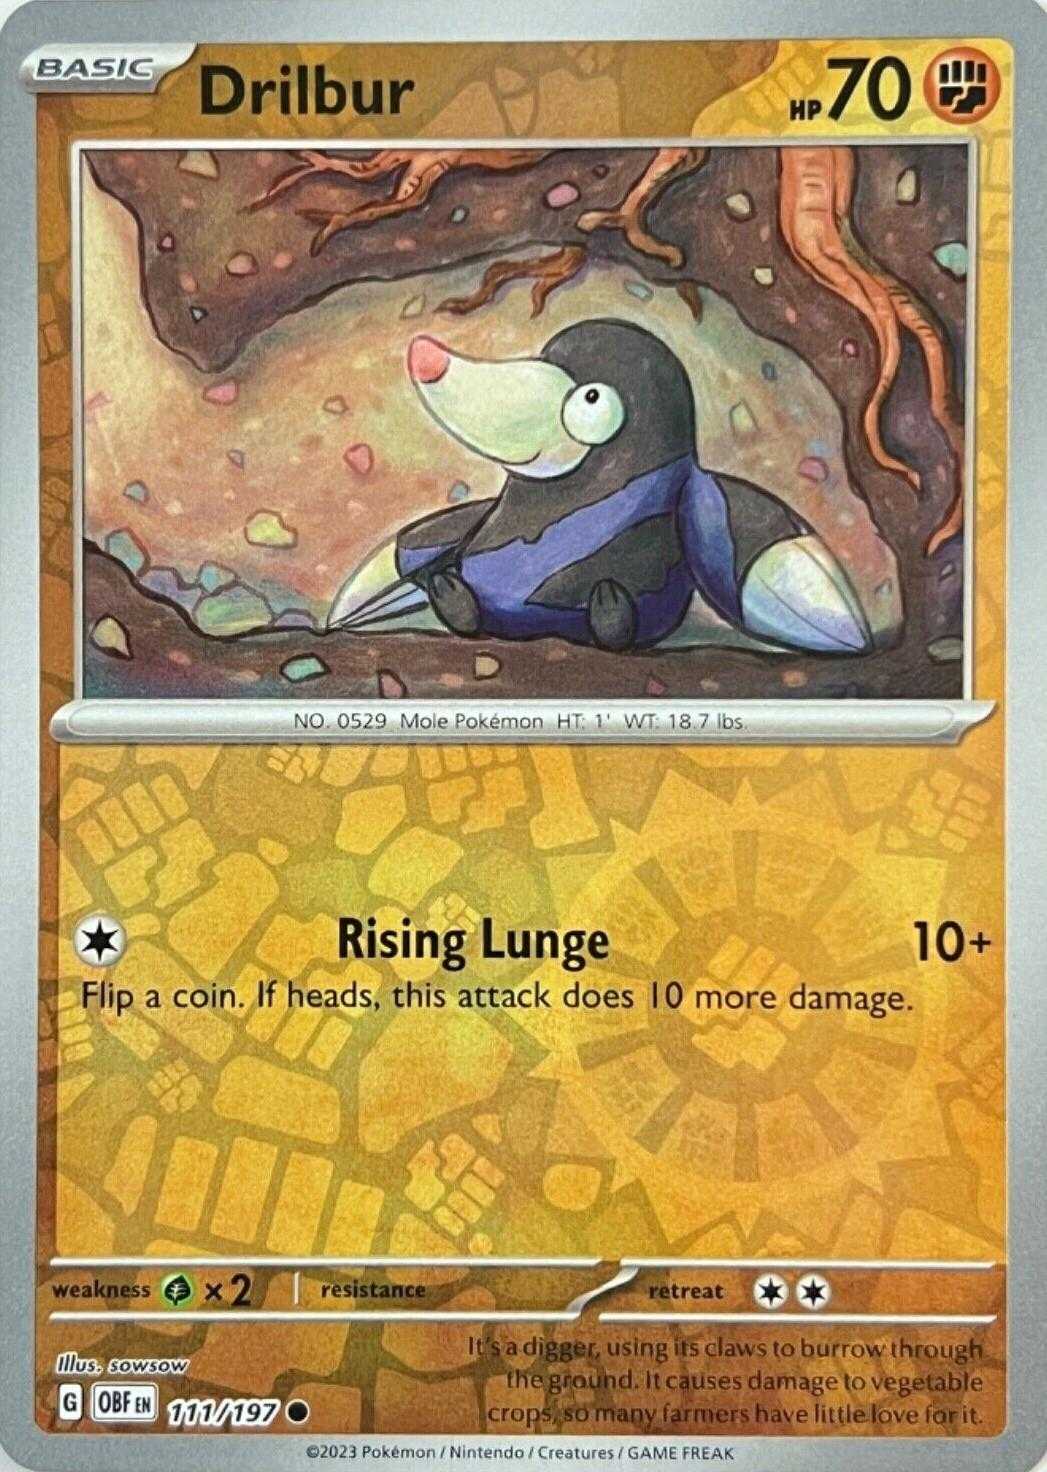 BASIC
Drilbur
HP 70
NO. 0529 Mole Pokémon HT: 1' WT: 18.7 lbs.
Rising Lunge 10+
Flip a coin. If heads, this attack does 10 more damage.
weakness ×2 resistance retreat
Illus. sowsow
It's a digger, using its claws to burrow through
the ground. It causes damage to vegetable
crops, so many farmers have little love for it.
G OBF EN 111/197
©2023 Pokémon / Nintendo / Creatures / GAME FREAK